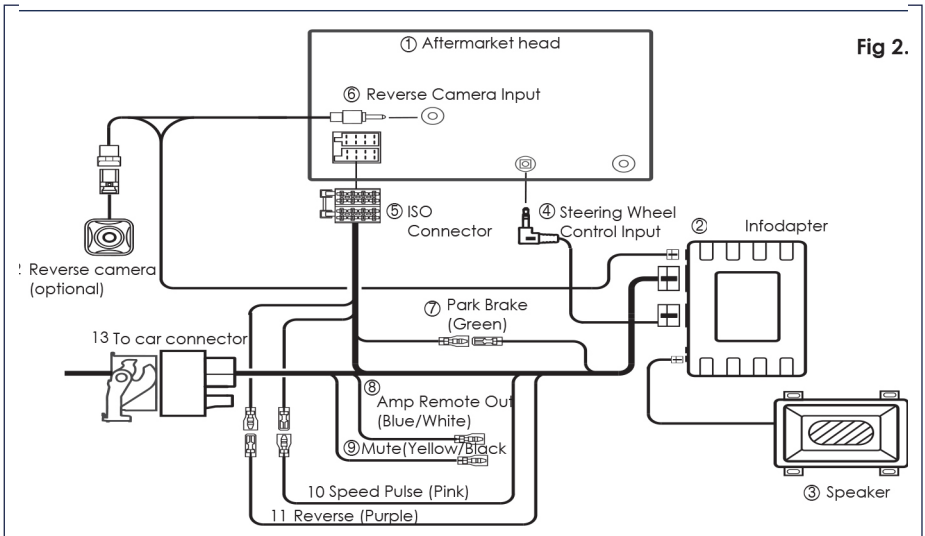 Fig 2.
① Aftermarket head
⑥ Reverse Camera Input
⑤ ISO
Connector
④ Steering Wheel
Control Input
② Infodapter
Reverse camera
(optional)
⑦ Park Brake
(Green)
13 To car connector
⑧
Amp Remote Out
(Blue/White)
⑨ Mute(Yellow/Black
10 Speed Pulse (Pink)
③ Speaker
11 Reverse (Purple)